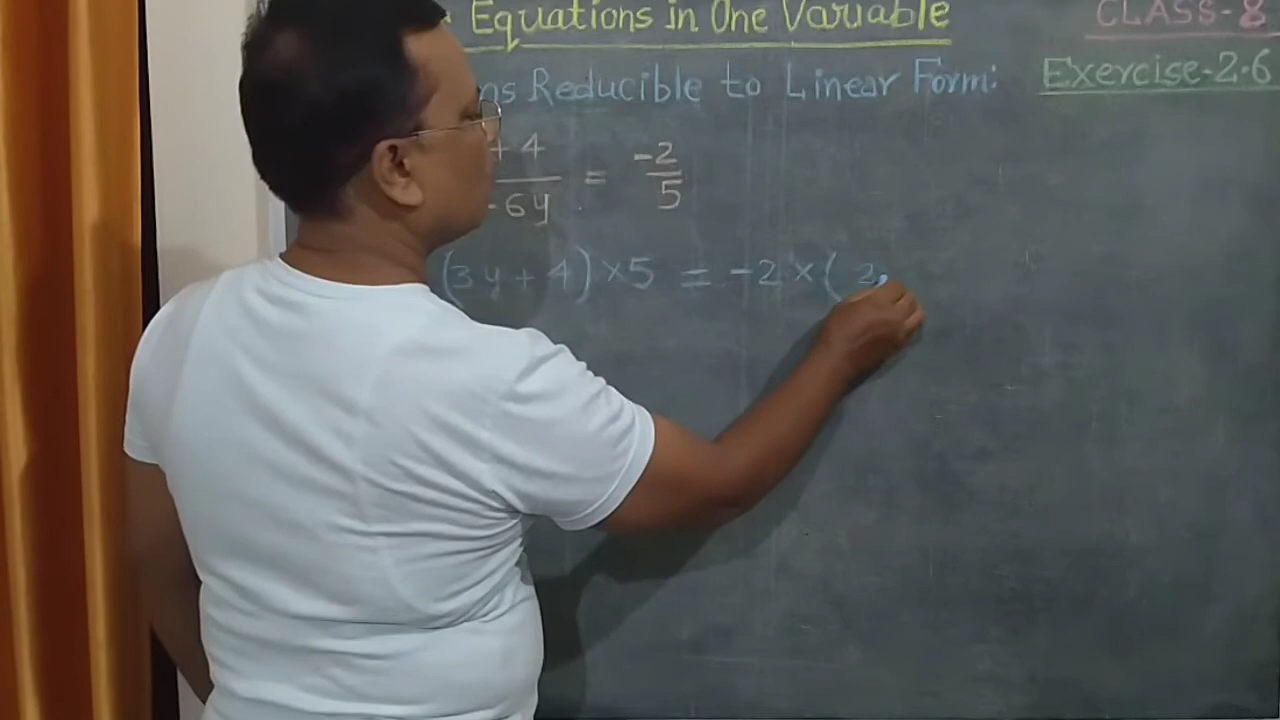 Equations in One Variable
CLASS-8
ns Reducible to Linear Form:
Exercise-2.6
+4 / -6y = -2/5
(3y+4)×5 = -2×(2